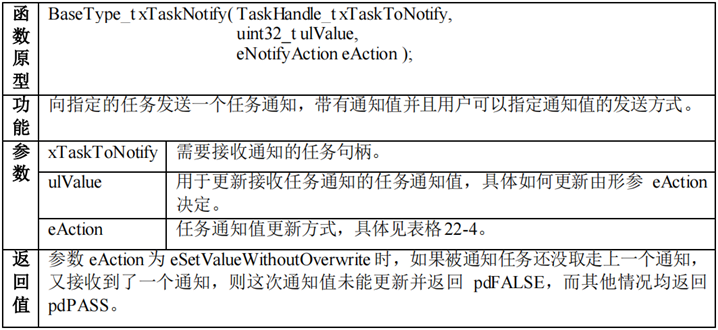 函数原型
BaseType_t xTaskNotify( TaskHandle_t xTaskToNotify,
uint32_t ulValue,
eNotifyAction eAction );
功能
向指定的任务发送一个任务通知，带有通知值并且用户可以指定通知值的发送方式。
参数
xTaskToNotify 需要接收通知的任务句柄。
ulValue 用于更新接收任务通知的任务通知值，具体如何更新由形参 eAction
决定。
eAction 任务通知值更新方式，具体见表格 22-4。
返回值
参数 eAction 为 eSetValueWithoutOverwrite 时，如果被通知任务还没取走上一个通知，
又接收到了一个通知，则这次通知值未能更新并返回 pdFALSE，而其他情况均返回
pdPASS。